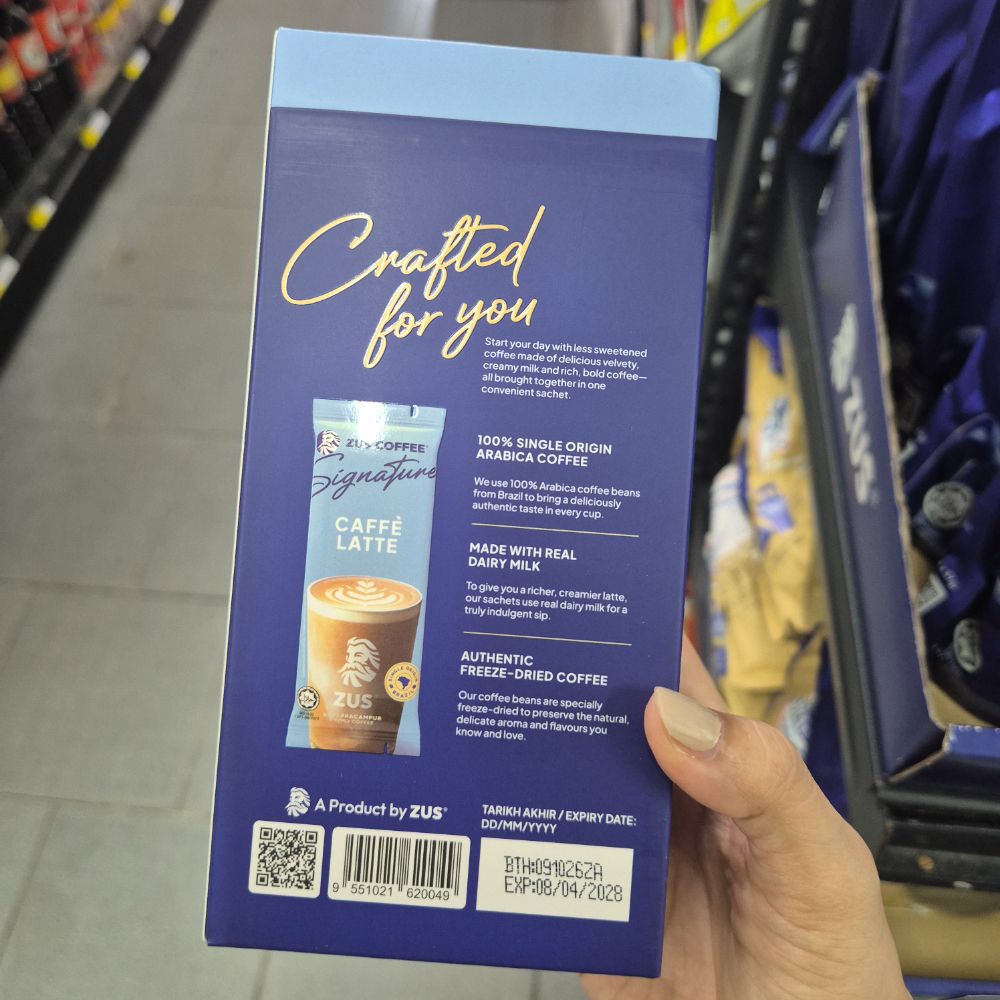 Crafted
for you
Start your day with less sweetened
coffee made of delicious velvety,
creamy milk and rich, bold coffee—
all brought together in one
convenient sachet.
ZUS COFFEE
Signature
CAFFÈ
LATTE
ZUS
SINGLE ORIGIN
BRAZIL
100% SINGLE ORIGIN
ARABICA COFFEE
We use 100% Arabica coffee beans
from Brazil to bring a deliciously
authentic taste in every cup.
MADE WITH REAL
DAIRY MILK
To give you a richer, creamier latte,
our sachets use real dairy milk for a
truly indulgent sip.
AUTHENTIC
FREEZE-DRIED COFFEE
Our coffee beans are specially
freeze-dried to preserve the natural,
delicate aroma and flavours you
know and love.
A Product by ZUS®
TARIKH AKHIR / EXPIRY DATE:
DD/MM/YYYY
9 551021 620049
BTH:0910262A
EXP:08/04/2028
ZUS